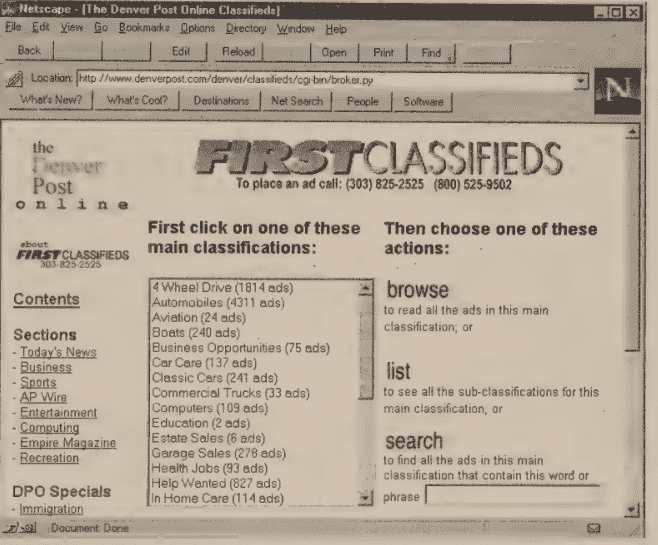 Netscape - [The Denver Post Online Classifieds]
File Edit View Go Bookmarks Options Directory Window Help
Back Edit Reload Open Print Find
Location: http://www.denverpost.com/denver/classifieds/cgi-bin/broker.py
N
What's New? What's Cool? Destinations Net Search People Software
the
Denver
Post
online
FIRSTCLASSIFIEDS
To place an ad call: (303) 825-2525 (800) 525-9502
about
FIRSTCLASSIFIEDS
303-825-2525
Contents
Sections
- Today's News
- Business
- Sports
- AP Wire
- Entertainment
- Computing
- Empire Magazine
- Recreation
DPO Specials
- Immigration
First click on one of these
main classifications:
4 Wheel Drive (1814 ads)
Automobiles (4311 ads)
Aviation (24 ads)
Boats (240 ads)
Business Opportunities (75 ads)
Car Care (137 ads)
Classic Cars (241 ads)
Commercial Trucks (33 ads)
Computers (109 ads)
Education (2 ads)
Estate Sales (6 ads)
Garage Sales (278 ads)
Health Jobs (93 ads)
Help Wanted (827 ads)
In Home Care (114 ads)
Then choose one of these
actions:
browse
to read all the ads in this main
classification; or
list
to see all the sub-classifications for this
main classification, or
search
to find all the ads in this main
classification that contain this word or
phrase
Document Done